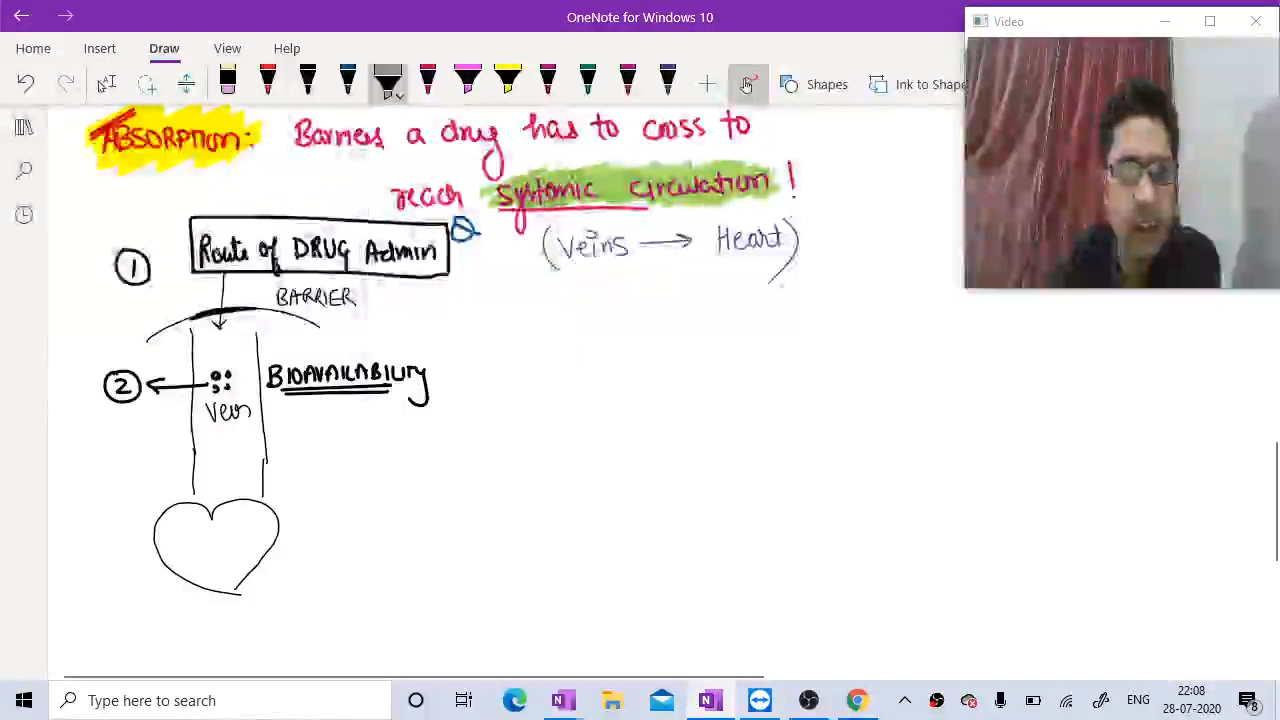 OneNote for Windows 10
Video
Home Insert Draw View Help
Shapes
Ink to Shape
ABSORPTION: Barriers a drug has to cross to
reach systemic circulation!
Route of DRUG Admin
(Veins → Heart)
1
BARRIER
2
BIOAVAILABILITY
Vein
Type here to search
ENG
22:08
28-07-2020
8